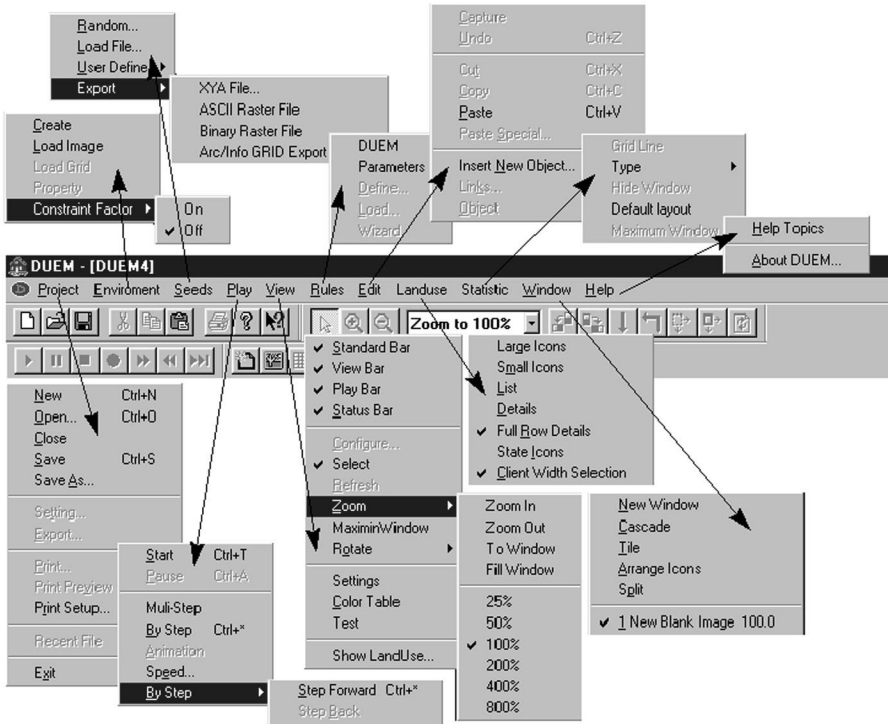 Random...
Load File...
User Define
Export
XYA File...
ASCII Raster File
Binary Raster File
Arc/Info GRID Export
Create
Load Image
Load Grid
Property
Constraint Factor
On
Off
DUEM
Parameters
Define...
Load...
Wizard
Capture
Undo Ctrl+Z
Cut Ctrl+X
Copy Ctrl+C
Paste Ctrl+V
Paste Special...
Insert New Object...
Links...
Object
Grid Line
Type
Hide Window
Default layout
Maximum Window
Help Topics
About DUEM...
DUEM - [DUEM4]
Project Enviroment Seeds Play View Rules Edit Landuse Statistic Window Help
Zoom to 100%
New Ctrl+N
Open... Ctrl+O
Close
Save Ctrl+S
Save As...
Setting...
Export...
Print...
Print Preview
Print Setup...
Recent File
Exit
Start Ctrl+T
Pause Ctrl+A
Muli-Step
By Step Ctrl+*
Animation
Speed...
By Step
Step Forward Ctrl+*
Step Back
Standard Bar
View Bar
Play Bar
Status Bar
Configure...
Select
Refresh
Zoom
MaximinWindow
Rotate
Settings
Color Table
Test
Show LandUse...
Zoom In
Zoom Out
To Window
Fill Window
25%
50%
100%
200%
400%
800%
Large Icons
Small Icons
List
Details
Full Row Details
State Icons
Client Width Selection
New Window
Cascade
Tile
Arrange Icons
Split
1 New Blank Image 100.0